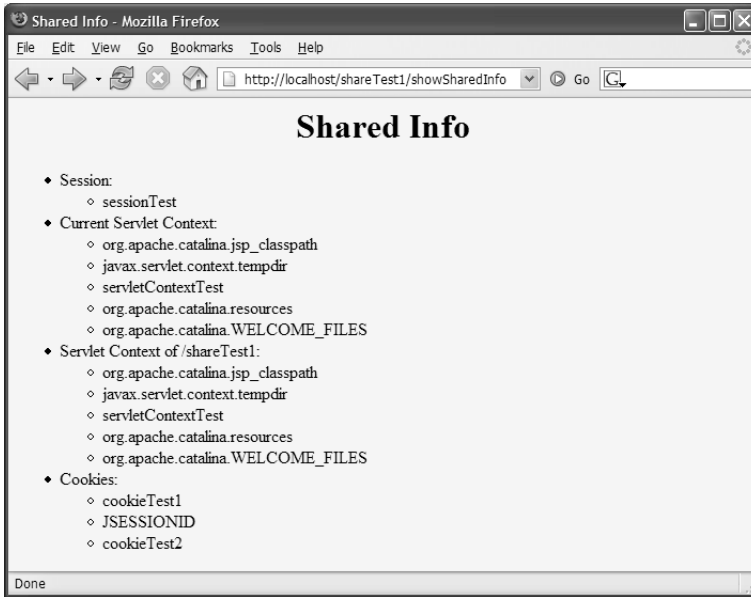 Shared Info - Mozilla Firefox
File Edit View Go Bookmarks Tools Help
http://localhost/shareTest1/showSharedInfo Go G
Shared Info
Session:
sessionTest
Current Servlet Context:
org.apache.catalina.jsp_classpath
javax.servlet.context.tempdir
servletContextTest
org.apache.catalina.resources
org.apache.catalina.WELCOME_FILES
Servlet Context of /shareTest1:
org.apache.catalina.jsp_classpath
javax.servlet.context.tempdir
servletContextTest
org.apache.catalina.resources
org.apache.catalina.WELCOME_FILES
Cookies:
cookieTest1
JSESSIONID
cookieTest2
Done